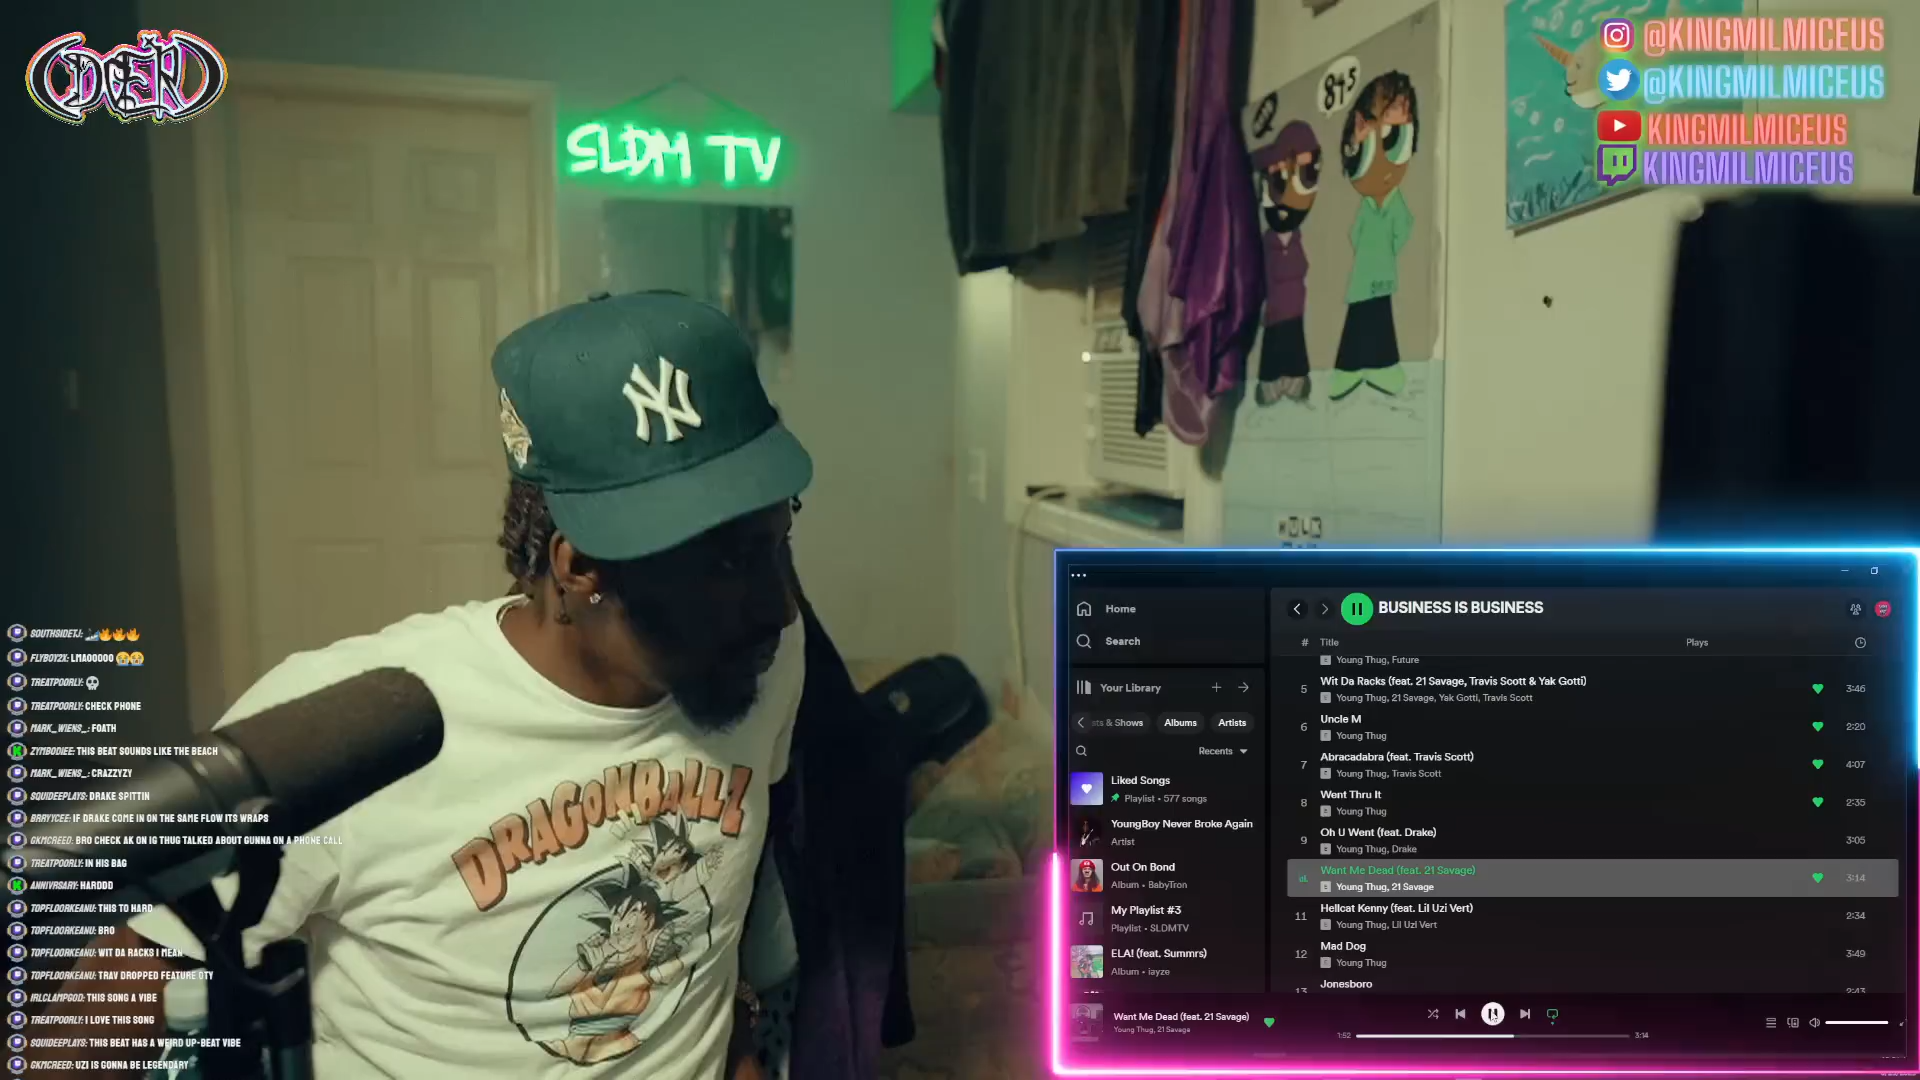 DGER
SLDM TV
845
@KINGMILMICEUS
@KINGMILMICEUS
KINGMILMICEUS
KINGMILMICEUS
NY
HULK
DRAGONBALLZ
SOUTHSIDETJ:
FLYBOYZX: LMAOOOOO
TREATPOORLY:
TREATPOORLY: CHECK PHONE
MARK_WIENS_: FOATH
ZYMBODIEE: THIS BEAT SOUNDS LIKE THE BEACH
MARK_WIENS_: CRAZZYZY
SQUIDEEPLAYS: DRAKE SPITTIN
BRRYYCEE: IF DRAKE COME IN ON THE SAME FLOW ITS WRAPS
GKMCREED: BRO CHECK AK ON IG THUG TALKED ABOUT GUNNA ON A PHONE CALL
TREATPOORLY: IN HIS BAG
ANNIVRSARY: HARDDD
TOPFLOORKEANU: THIS TO HARD
TOPFLOORKEANU: BRO
TOPFLOORKEANU: WIT DA RACKS I MEAN
TOPFLOORKEANU: TRAV DROPPED FEATURE OTY
IRLCLAMPGOD: THIS SONG A VIBE
TREATPOORLY: I LOVE THIS SONG
SQUIDEEPLAYS: THIS BEAT HAS A WEIRD UP-BEAT VIBE
GKMCREED: UZI IS GONNA BE LEGENDARY
Home
Search
Your Library
ts & Shows Albums Artists
Recents
Liked Songs
Playlist • 577 songs
YoungBoy Never Broke Again
Artist
Out On Bond
Album • BabyTron
My Playlist #3
Playlist • SLDMTV
ELA! (feat. Summrs)
Album • iayze
BUSINESS IS BUSINESS
# Title Plays
E Young Thug, Future
5 Wit Da Racks (feat. 21 Savage, Travis Scott & Yak Gotti) 3:46
E Young Thug, 21 Savage, Yak Gotti, Travis Scott
6 Uncle M 2:20
E Young Thug
7 Abracadabra (feat. Travis Scott) 4:07
E Young Thug, Travis Scott
8 Went Thru It 2:35
E Young Thug
9 Oh U Went (feat. Drake) 3:05
E Young Thug, Drake
Want Me Dead (feat. 21 Savage) 3:14
E Young Thug, 21 Savage
11 Hellcat Kenny (feat. Lil Uzi Vert) 2:34
E Young Thug, Lil Uzi Vert
12 Mad Dog 3:49
E Young Thug
13 Jonesboro 2:43
Want Me Dead (feat. 21 Savage)
Young Thug, 21 Savage
1:52 3:14